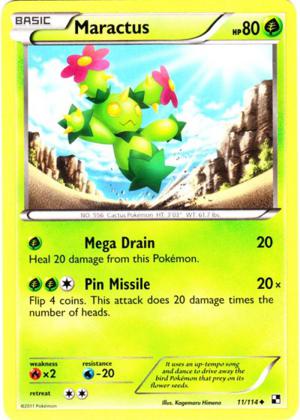 BASIC
Maractus
HP80
NO. 556 Cactus Pokémon HT. 3'03" WT. 61.7 lbs.
Mega Drain 20
Heal 20 damage from this Pokémon.
Pin Missile 20×
Flip 4 coins. This attack does 20 damage times the
number of heads.
weakness
×2
resistance
-20
retreat
It uses an up-tempo song
and dance to drive away the
bird Pokémon that prey on its
flower seeds.
Illus. Kagemaru Himeno
11/114
©2011 Pokémon